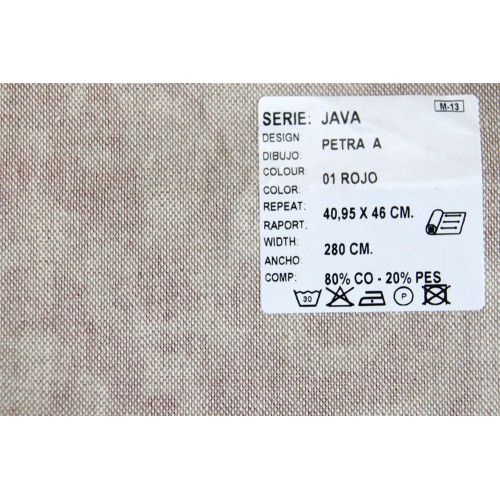 M-13
SERIE: JAVA
DESIGN
DIBUJO: PETRA A
COLOUR
COLOR: 01 ROJO
REPEAT:
RAPORT: 40,95 X 46 CM.
WIDTH:
ANCHO: 280 CM.
COMP: 80% CO - 20% PES
30 P